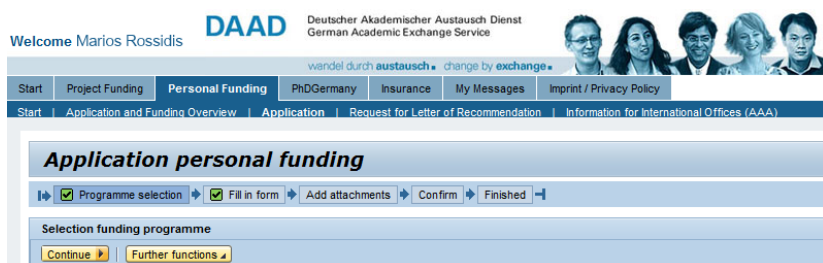 Welcome Marios Rossidis
DAAD
Deutscher Akademischer Austausch Dienst
German Academic Exchange Service
wandel durch austausch ▪ change by exchange ▪
Start Project Funding Personal Funding PhDGermany Insurance My Messages Imprint / Privacy Policy
Start | Application and Funding Overview | Application | Request for Letter of Recommendation | Information for International Offices (AAA)
Application personal funding
Programme selection Fill in form Add attachments Confirm Finished
Selection funding programme
Continue Further functions